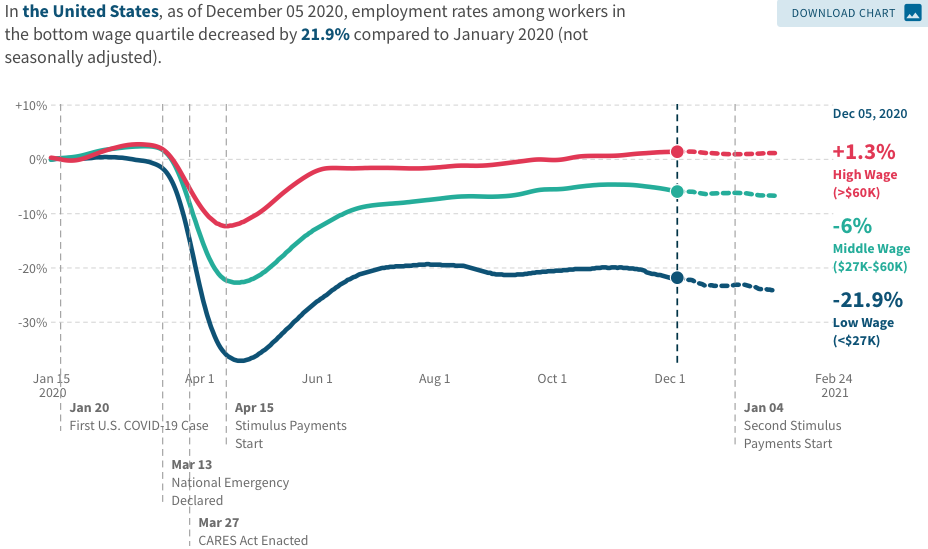 In the United States, as of December 05 2020, employment rates among workers in
the bottom wage quartile decreased by 21.9% compared to January 2020 (not
seasonally adjusted).
DOWNLOAD CHART
+10%
0%
-10%
-20%
-30%
Dec 05, 2020
+1.3%
High Wage
(>$60K)
-6%
Middle Wage
($27K-$60K)
-21.9%
Low Wage
(<$27K)
Jan 15
2020
Apr 1
Jun 1
Aug 1
Oct 1
Dec 1
Feb 24
2021
Jan 20
First U.S. COVID-19 Case
Apr 15
Stimulus Payments
Start
Jan 04
Second Stimulus
Payments Start
Mar 13
National Emergency
Declared
Mar 27
CARES Act Enacted